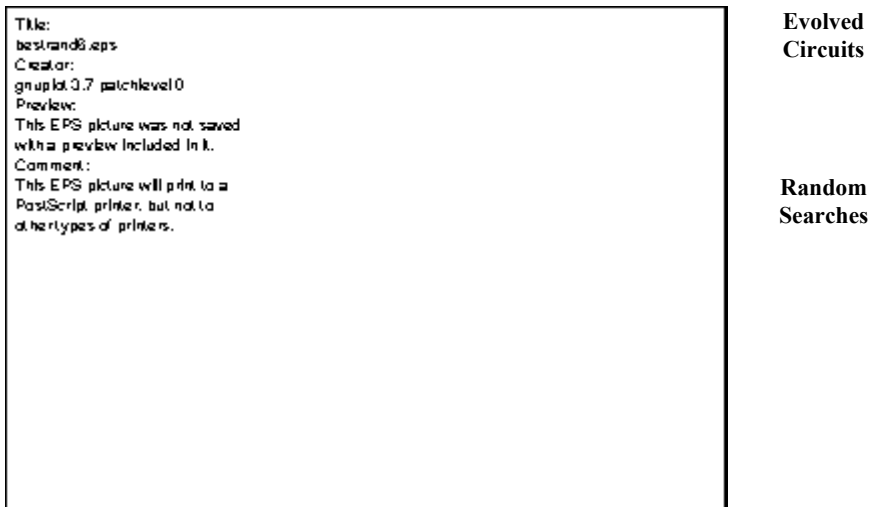 Title:
bestrand6.eps
Creator:
gnuplot 3.7 patchlevel 0
Preview:
This EPS picture was not saved
with a preview included in it.
Comment:
This EPS picture will print to a
PostScript printer, but not to
other types of printers.
Evolved
Circuits
Random
Searches